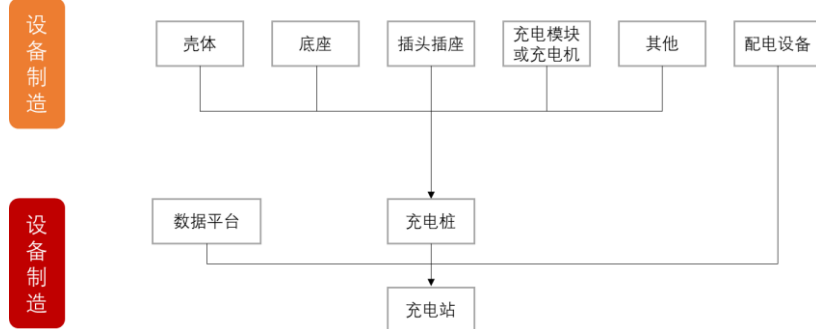 设备制造
壳体
底座
插头插座
充电模块
或充电机
其他
配电设备
设备制造
数据平台
充电桩
充电站